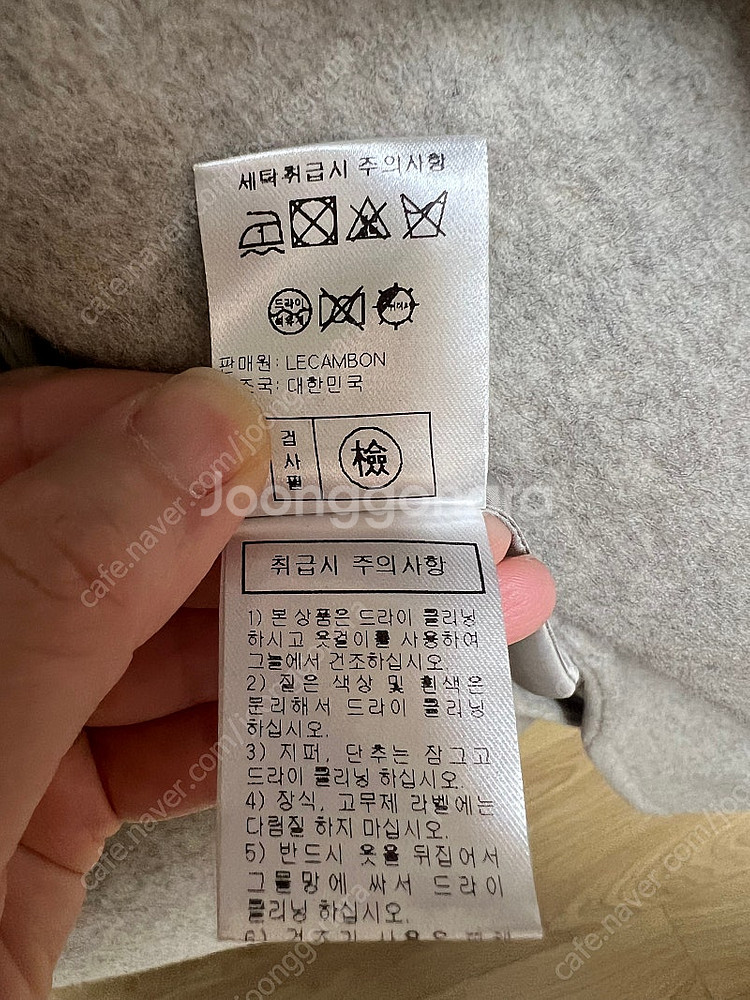 세탁취급시 주의사항
드라이
판매원: LECAMBON
조국: 대한민국
검
사
필
檢
Joonggonara
취급시 주의사항
1) 본 상품은 드라이 클리닝
하시고 옷걸이를 사용하여
그늘에서 건조하십시오.
2) 짙은 색상 및 흰색은
분리해서 드라이 클리닝
하십시오.
3) 지퍼, 단추는 잠그고
드라이 클리닝 하십시오.
4) 장식, 고무제 라벨에는
다림질 하지 마십시오.
5) 반드시 옷을 뒤집어서
그물망에 싸서 드라이
클리닝 하십시오.
cafe.naver.com/joonggonara